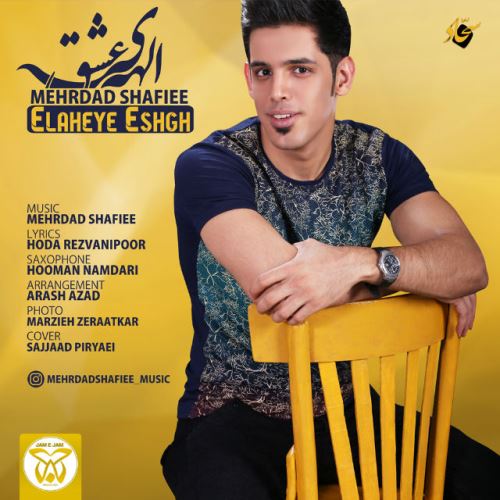 الهه‌ی عشق
MEHRDAD SHAFIEE
ELAHEYE ESHGH
MUSIC
MEHRDAD SHAFIEE
LYRICS
HODA REZVANIPOOR
SAXOPHONE
HOOMAN NAMDARI
ARRANGEMENT
ARASH AZAD
PHOTO
MARZIEH ZERAATKAR
COVER
SAJJAAD PIRYAEI
MEHRDADSHAFIEE_MUSIC
JAM E JAM